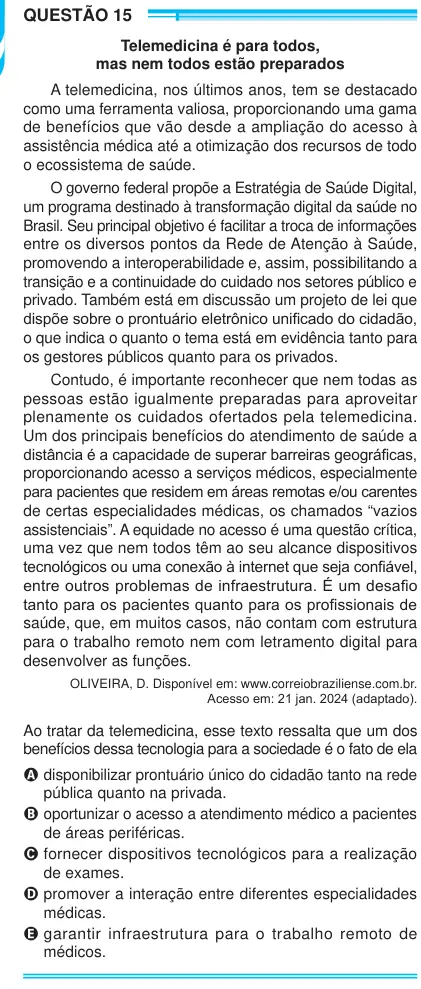 QUESTÃO 15
Telemedicina é para todos,
mas nem todos estão preparados
A telemedicina, nos últimos anos, tem se destacado
como uma ferramenta valiosa, proporcionando uma gama
de benefícios que vão desde a ampliação do acesso à
assistência médica até a otimização dos recursos de todo
o ecossistema de saúde.
O governo federal propõe a Estratégia de Saúde Digital,
um programa destinado à transformação digital da saúde no
Brasil. Seu principal objetivo é facilitar a troca de informações
entre os diversos pontos da Rede de Atenção à Saúde,
promovendo a interoperabilidade e, assim, possibilitando a
transição e a continuidade do cuidado nos setores público e
privado. Também está em discussão um projeto de lei que
dispõe sobre o prontuário eletrônico unificado do cidadão,
o que indica o quanto o tema está em evidência tanto para
os gestores públicos quanto para os privados.
Contudo, é importante reconhecer que nem todas as
pessoas estão igualmente preparadas para aproveitar
plenamente os cuidados ofertados pela telemedicina.
Um dos principais benefícios do atendimento de saúde a
distância é a capacidade de superar barreiras geográficas,
proporcionando acesso a serviços médicos, especialmente
para pacientes que residem em áreas remotas e/ou carentes
de certas especialidades médicas, os chamados “vazios
assistenciais”. A equidade no acesso é uma questão crítica,
uma vez que nem todos têm ao seu alcance dispositivos
tecnológicos ou uma conexão à internet que seja confiável,
entre outros problemas de infraestrutura. É um desafio
tanto para os pacientes quanto para os profissionais de
saúde, que, em muitos casos, não contam com estrutura
para o trabalho remoto nem com letramento digital para
desenvolver as funções.
OLIVEIRA, D. Disponível em: www.correiobraziliense.com.br.
Acesso em: 21 jan. 2024 (adaptado).
Ao tratar da telemedicina, esse texto ressalta que um dos
benefícios dessa tecnologia para a sociedade é o fato de ela
A disponibilizar prontuário único do cidadão tanto na rede
pública quanto na privada.
B oportunizar o acesso a atendimento médico a pacientes
de áreas periféricas.
C fornecer dispositivos tecnológicos para a realização
de exames.
D promover a interação entre diferentes especialidades
médicas.
E garantir infraestrutura para o trabalho remoto de
médicos.